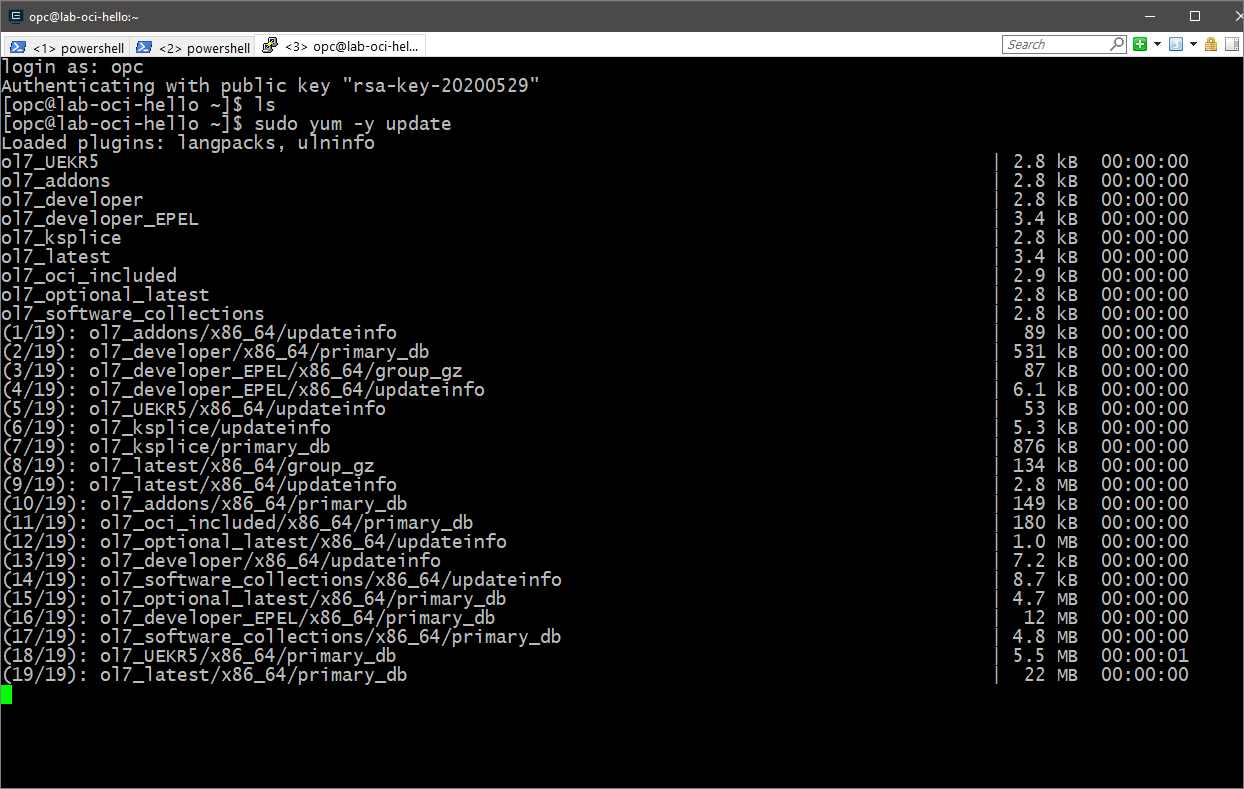 opc@lab-oci-hello:~
<1> powershell <2> powershell <3> opc@lab-oci-hel... Search
login as: opc
Authenticating with public key "rsa-key-20200529"
[opc@lab-oci-hello ~]$ ls
[opc@lab-oci-hello ~]$ sudo yum -y update
Loaded plugins: langpacks, ulninfo
ol7_UEKR5 | 2.8 kB 00:00:00
ol7_addons | 2.8 kB 00:00:00
ol7_developer | 2.8 kB 00:00:00
ol7_developer_EPEL | 3.4 kB 00:00:00
ol7_ksplice | 2.8 kB 00:00:00
ol7_latest | 3.4 kB 00:00:00
ol7_oci_included | 2.9 kB 00:00:00
ol7_optional_latest | 2.8 kB 00:00:00
ol7_software_collections | 2.8 kB 00:00:00
(1/19): ol7_addons/x86_64/updateinfo | 89 kB 00:00:00
(2/19): ol7_developer/x86_64/primary_db | 531 kB 00:00:00
(3/19): ol7_developer_EPEL/x86_64/group_gz | 87 kB 00:00:00
(4/19): ol7_developer_EPEL/x86_64/updateinfo | 6.1 kB 00:00:00
(5/19): ol7_UEKR5/x86_64/updateinfo | 53 kB 00:00:00
(6/19): ol7_ksplice/updateinfo | 5.3 kB 00:00:00
(7/19): ol7_ksplice/primary_db | 876 kB 00:00:00
(8/19): ol7_latest/x86_64/group_gz | 134 kB 00:00:00
(9/19): ol7_latest/x86_64/updateinfo | 2.8 MB 00:00:00
(10/19): ol7_addons/x86_64/primary_db | 149 kB 00:00:00
(11/19): ol7_oci_included/x86_64/primary_db | 180 kB 00:00:00
(12/19): ol7_optional_latest/x86_64/updateinfo | 1.0 MB 00:00:00
(13/19): ol7_developer/x86_64/updateinfo | 7.2 kB 00:00:00
(14/19): ol7_software_collections/x86_64/updateinfo | 8.7 kB 00:00:00
(15/19): ol7_optional_latest/x86_64/primary_db | 4.7 MB 00:00:00
(16/19): ol7_developer_EPEL/x86_64/primary_db | 12 MB 00:00:00
(17/19): ol7_software_collections/x86_64/primary_db | 4.8 MB 00:00:00
(18/19): ol7_UEKR5/x86_64/primary_db | 5.5 MB 00:00:01
(19/19): ol7_latest/x86_64/primary_db | 22 MB 00:00:00